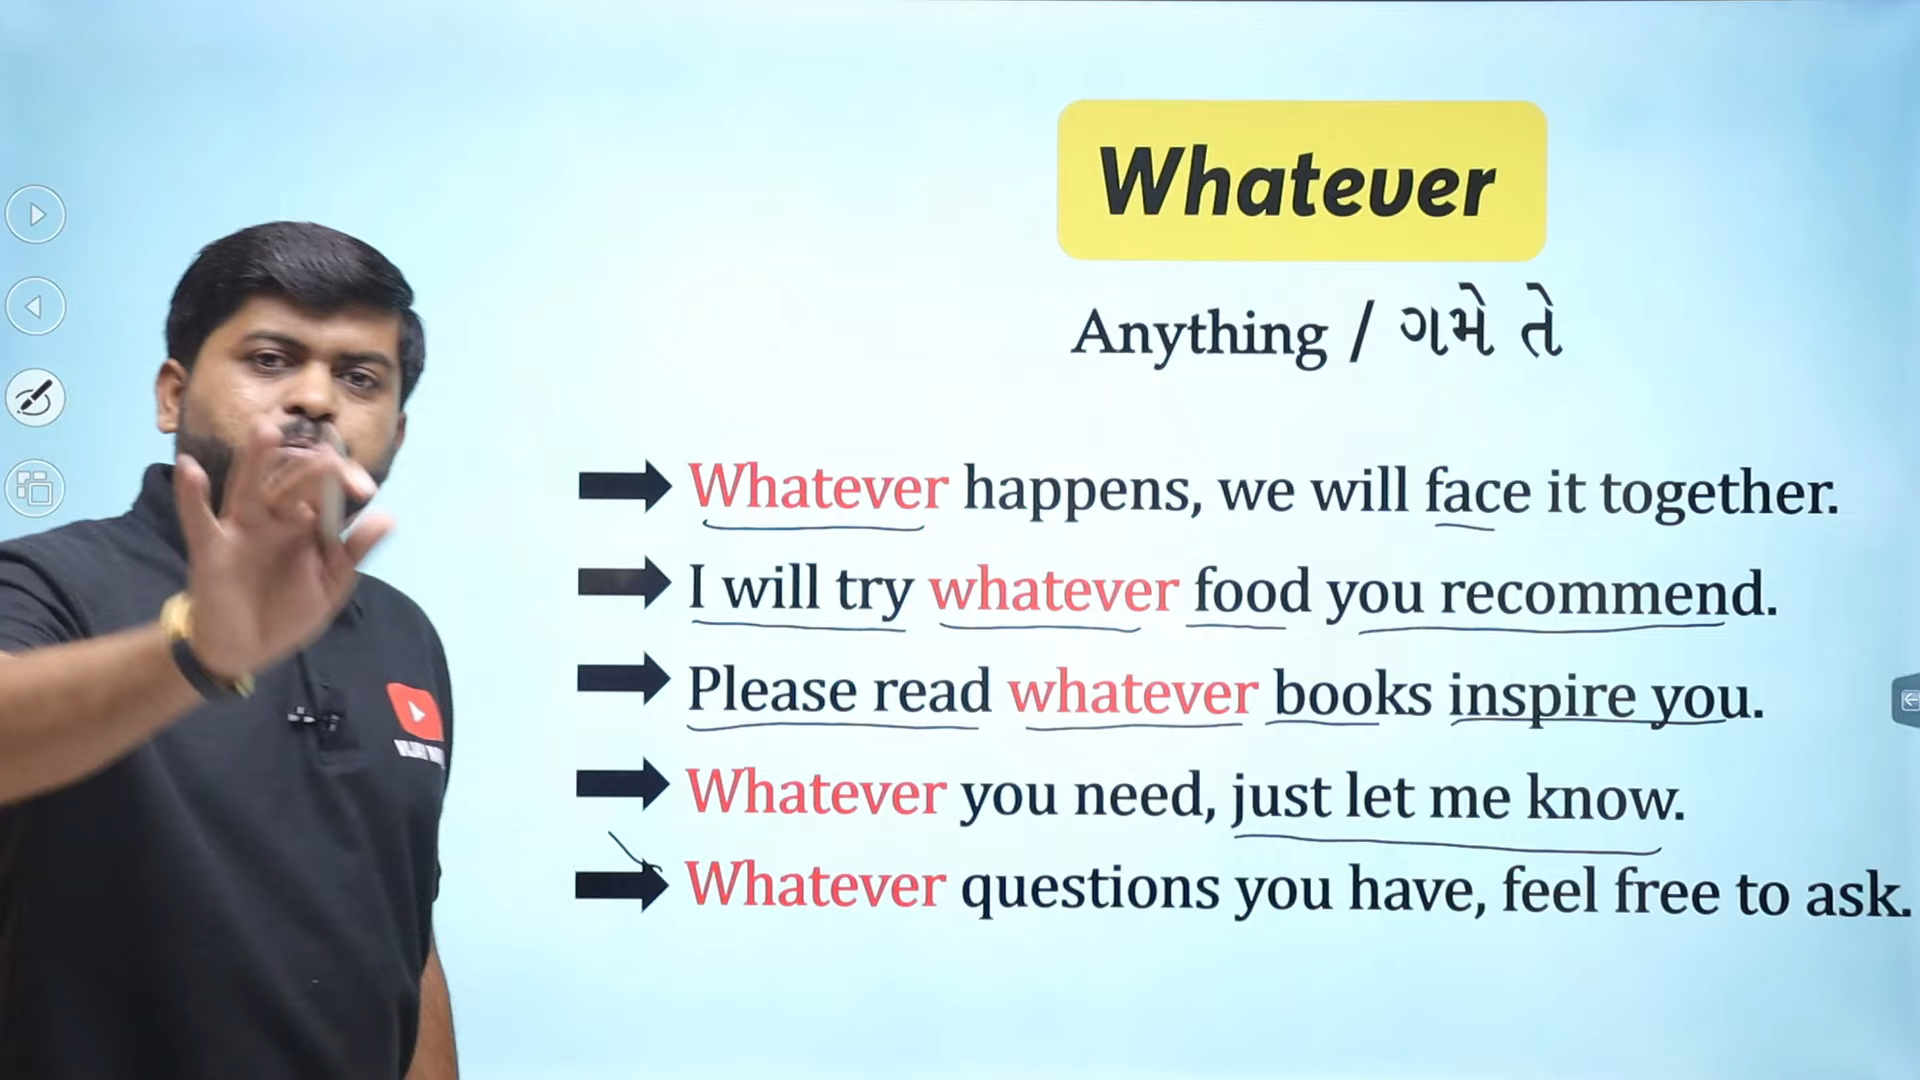 Whatever
Anything / ગમે તે
Whatever happens, we will face it together.
I will try whatever food you recommend.
Please read whatever books inspire you.
Whatever you need, just let me know.
Whatever questions you have, feel free to ask.